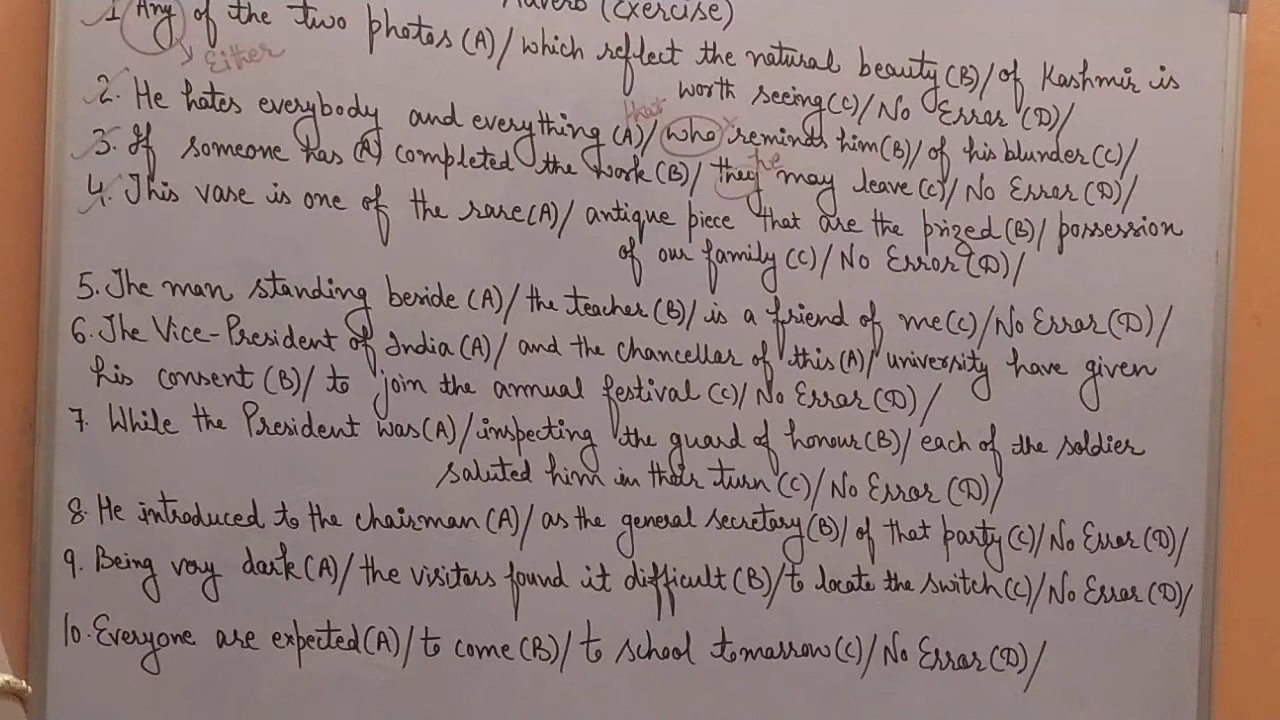 Adverb (Exercise)
1. Any of the two photos (A)/ which reflect the natural beauty (B)/ of Kashmir is
Either
worth seeing (C)/ No Error (D)/
2. He hates everybody and everything (A)/ who reminds him (B)/ of his blunder (C)/
that
3. If someone has (A) completed the work (B)/ they may leave (C)/ No Error (D)/
he
4. This vase is one of the rare (A)/ antique piece that are the prized (B)/ possession
of our family (C)/ No Error (D)/
5. The man standing beside (A)/ the teacher (B)/ is a friend of me (C)/ No Error (D)/
6. The Vice-President of India (A)/ and the chancellor of this (A)/ university have given
his consent (B)/ to join the annual festival (C)/ No Error (D)/
7. While the President was (A)/ inspecting the guard of honour (B)/ each of the soldier
saluted him in their turn (C)/ No Error (D)/
8. He introduced to the chairman (A)/ as the general secretary (B)/ of that party (C)/ No Error (D)/
9. Being very dark (A)/ the visitors found it difficult (B)/ to locate the switch (C)/ No Error (D)/
10. Everyone are expected (A)/ to come (B)/ to school tomorrow (C)/ No Error (D)/